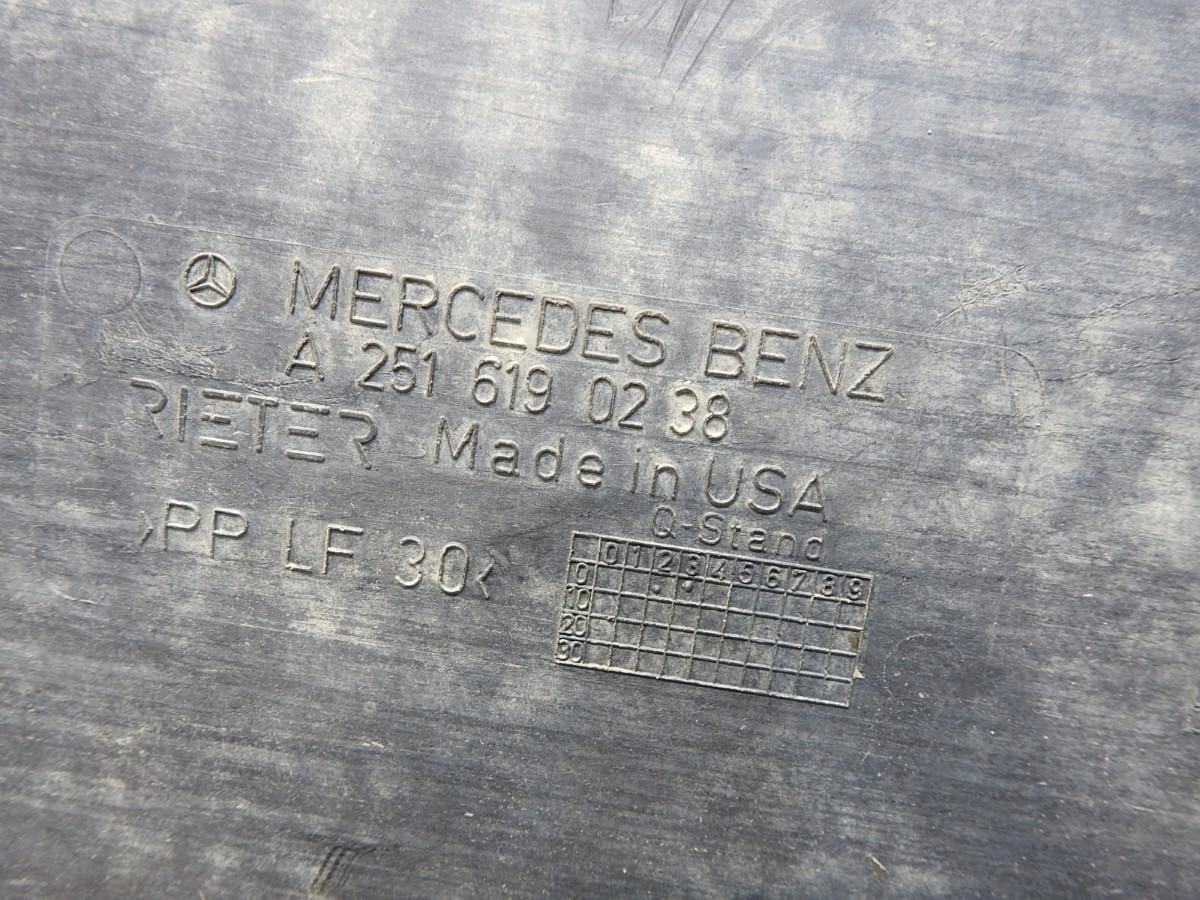 MERCEDES BENZ
A 251 619 02 38
RIETER Made in USA
>PP LF 30<
Q-Stand
0 1 2 3 4 5 6 7 8 9
0
10
20
30